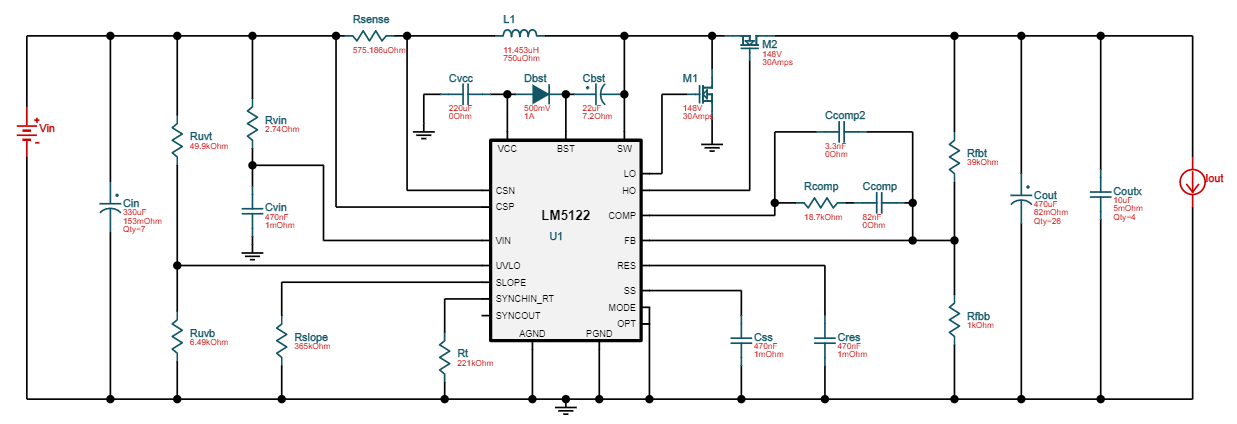 Rsense
575.186uOhm
L1
11.453uH
750uOhm
M2
148V
30Amps
Cvcc
220uF
0Ohm
Dbst
500mV
1A
Cbst
22uF
7.2Ohm
M1
148V
30Amps
Vin
Ruvt
49.9kOhm
Rvin
2.74Ohm
Ccomp2
3.3nF
0Ohm
Rfbt
39kOhm
VCC
BST
SW
LO
CSN
HO
CSP
COMP
LM5122
U1
VIN
FB
UVLO
RES
SLOPE
SS
SYNCHIN_RT
MODE
SYNCOUT
OPT
AGND
PGND
Rcomp
18.7kOhm
Ccomp
82nF
0Ohm
Cin
330uF
153mOhm
Qty=7
Cvin
470nF
1mOhm
Cout
470uF
82mOhm
Qty=26
Coutx
10uF
5mOhm
Qty=4
Iout
Ruvb
6.49kOhm
Rslope
365kOhm
Rt
221kOhm
Css
470nF
1mOhm
Cres
470nF
1mOhm
Rfbb
1kOhm